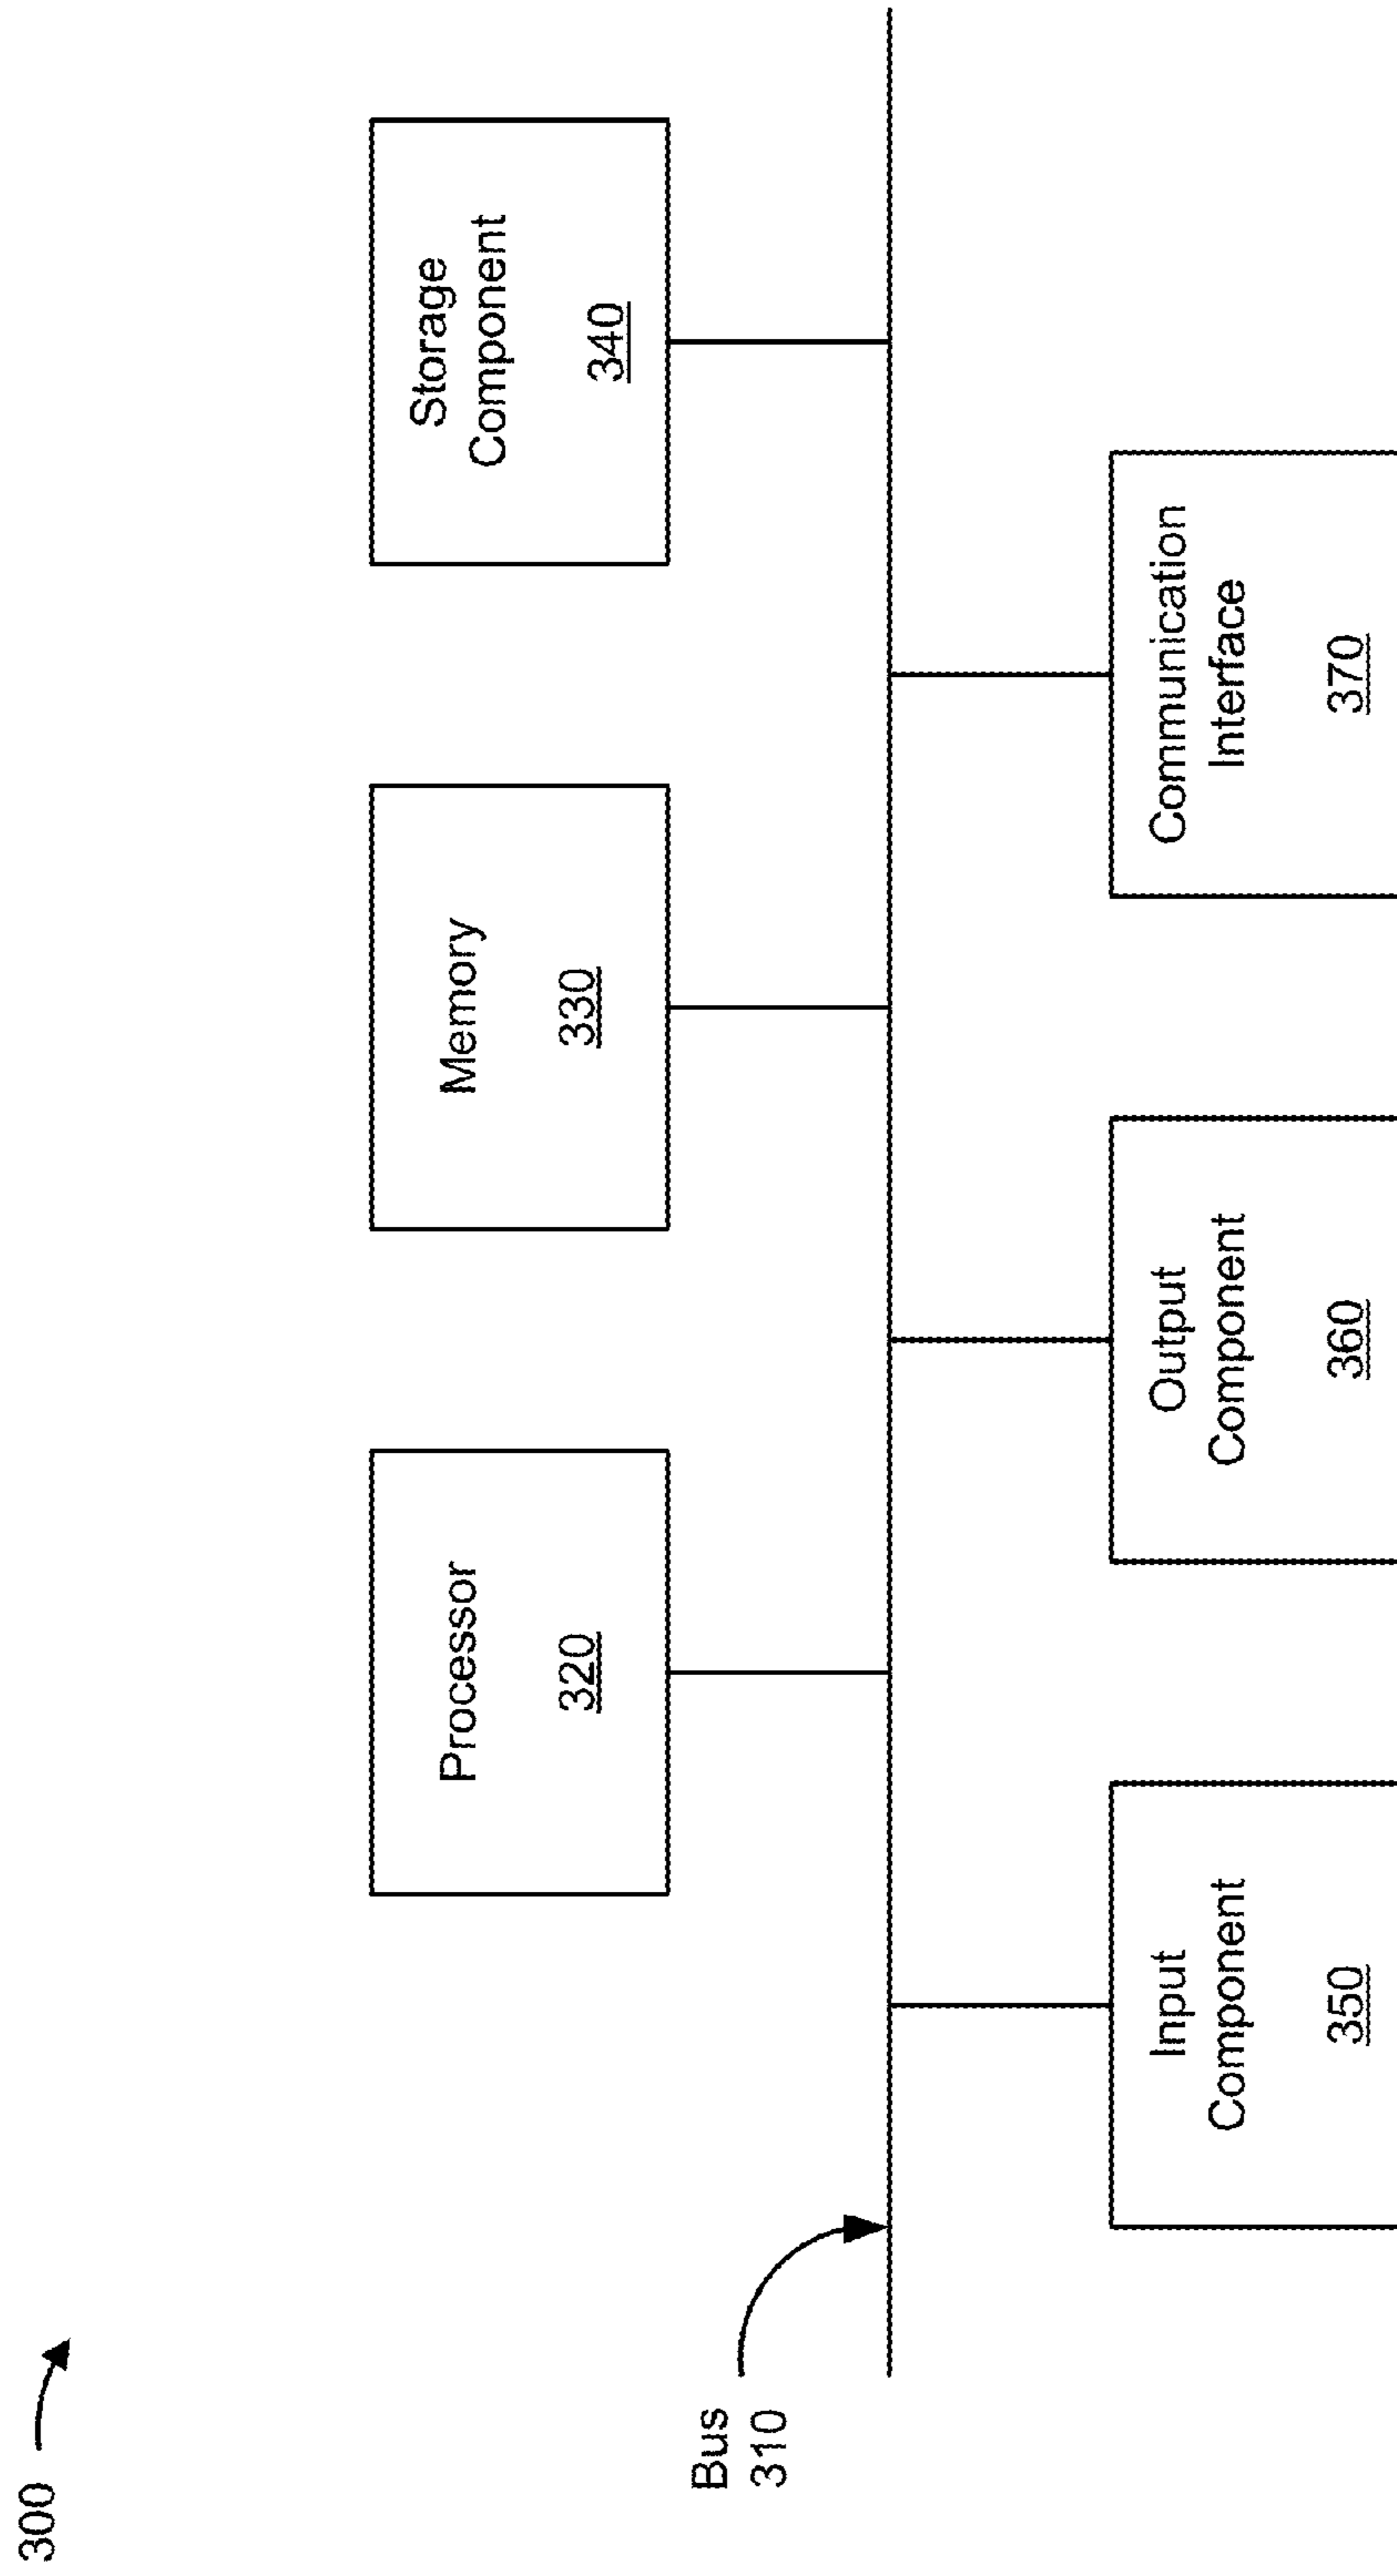 300
Processor
320
Memory
330
Storage
Component
340
Bus
310
Input
Component
350
Output
Component
360
Communication
Interface
370